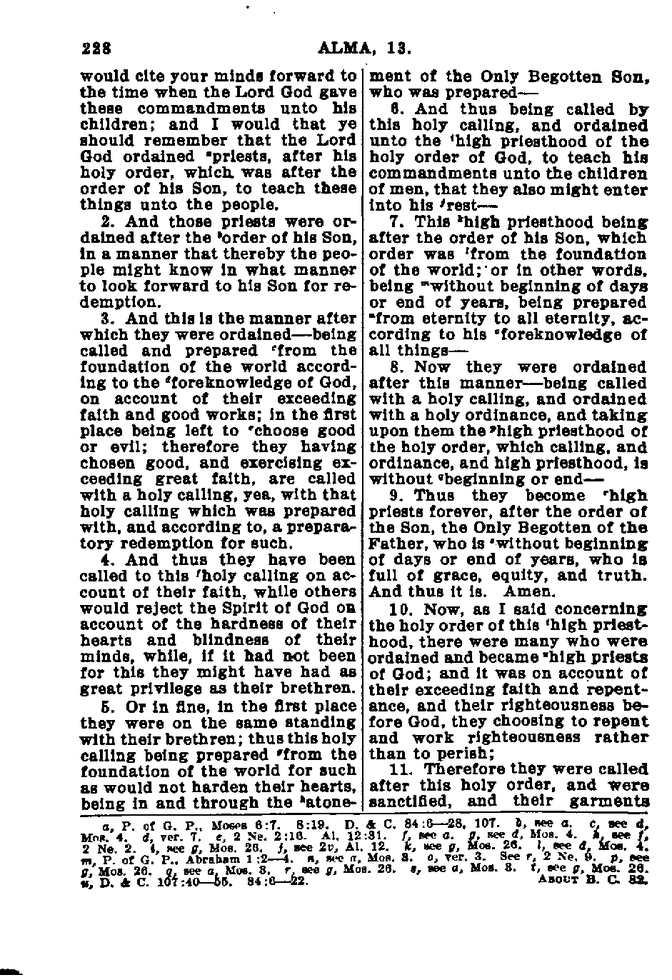 228 ALMA, 13.
would cite your minds forward to
the time when the Lord God gave
these commandments unto his
children; and I would that ye
should remember that the Lord
God ordained ᵃpriests, after his
holy order, which was after the
order of his Son, to teach these
things unto the people.
2. And those priests were or-
dained after the ᵇorder of his Son,
in a manner that thereby the peo-
ple might know in what manner
to look forward to his Son for re-
demption.
3. And this is the manner after
which they were ordained—being
called and prepared ᶜfrom the
foundation of the world accord-
ing to the ᵈforeknowledge of God,
on account of their exceeding
faith and good works; in the first
place being left to ᵉchoose good
or evil; therefore they having
chosen good, and exercising ex-
ceeding great faith, are called
with a holy calling, yea, with that
holy calling which was prepared
with, and according to, a prepara-
tory redemption for such.
4. And thus they have been
called to this ᶠholy calling on ac-
count of their faith, while others
would reject the Spirit of God on
account of the hardness of their
hearts and blindness of their
minds, while, if it had not been
for this they might have had as
great privilege as their brethren.
5. Or in fine, in the first place
they were on the same standing
with their brethren; thus this holy
calling being prepared ᵍfrom the
foundation of the world for such
as would not harden their hearts,
being in and through the ʰatone-
ment of the Only Begotten Son,
who was prepared—
6. And thus being called by
this holy calling, and ordained
unto the ⁱhigh priesthood of the
holy order of God, to teach his
commandments unto the children
of men, that they also might enter
into his ʲrest—
7. This ᵏhigh priesthood being
after the order of his Son, which
order was ˡfrom the foundation
of the world; or in other words,
being ᵐwithout beginning of days
or end of years, being prepared
ⁿfrom eternity to all eternity, ac-
cording to his ᵒforeknowledge of
all things—
8. Now they were ordained
after this manner—being called
with a holy calling, and ordained
with a holy ordinance, and taking
upon them the ᵖhigh priesthood of
the holy order, which calling, and
ordinance, and high priesthood, is
without qbeginning or end—
9. Thus they become ʳhigh
priests forever, after the order of
the Son, the Only Begotten of the
Father, who is ˢwithout beginning
of days or end of years, who is
full of grace, equity, and truth.
And thus it is. Amen.
10. Now, as I said concerning
the holy order of this ᵗhigh priest-
hood, there were many who were
ordained and became ᵘhigh priests
of God; and it was on account of
their exceeding faith and repent-
ance, and their righteousness be-
fore God, they choosing to repent
and work righteousness rather
than to perish;
11. Therefore they were called
after this holy order, and were
sanctified, and their garments
a, P. of G. P., Moses 6:7. 8:19. D. & C. 84:6—28, 107. b, see a. c, see d,
Mos. 4. d, ver. 7. e, 2 Ne. 2:16. Al. 12:31. f, see a. g, see d, Mos. 4. h, see f,
2 Ne. 2. i, see g, Mos. 26. j, see 2v, Al. 12. k, see g, Mos. 26. l, see d, Mos. 4.
m, P. of G. P., Abraham 1:2—4. n, see a, Mos. 3. o, ver. 3. See r, 2 Ne. 9. p, see
g, Mos. 26. q, see a, Mos. 3. r, see g, Mos. 26. s, see a, Mos. 3. t, see g, Mos. 26.
u, D. & C. 107:40—55. 84:6—22. ABOUT B. C. 82.